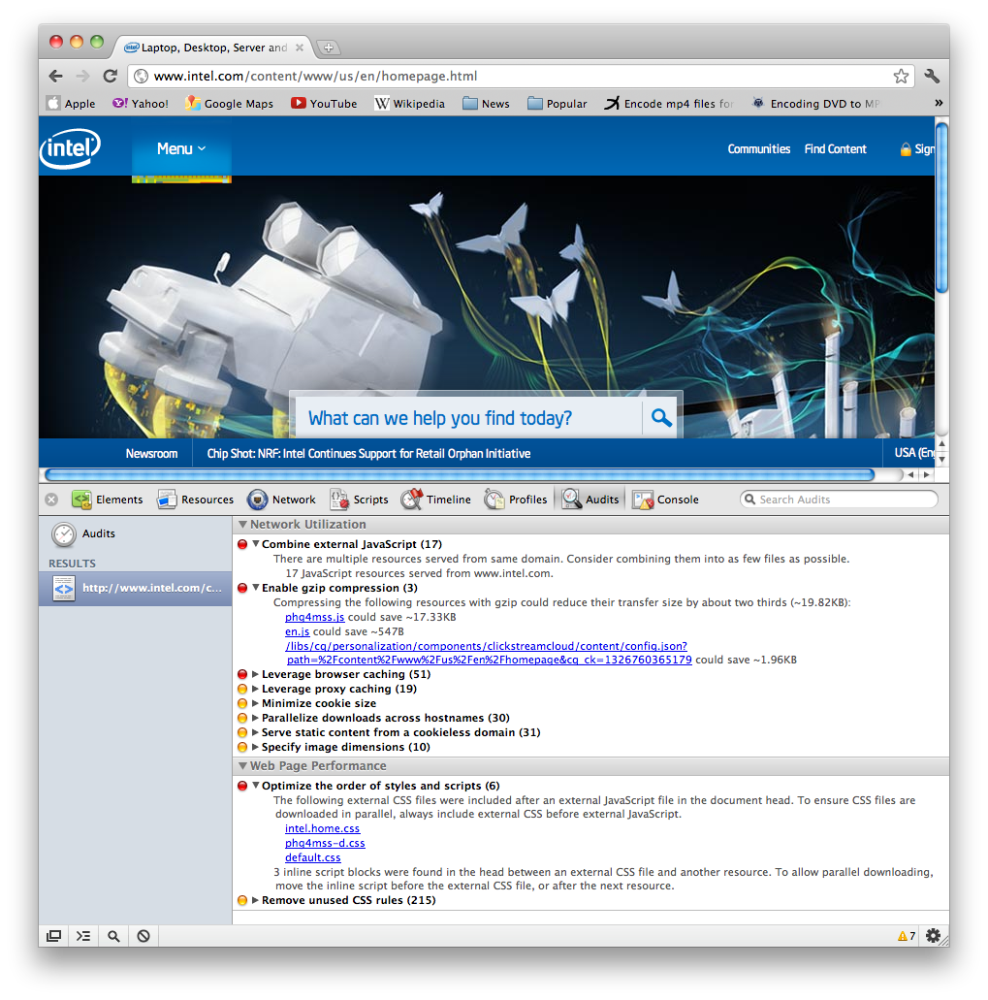 Laptop, Desktop, Server and
www.intel.com/content/www/us/en/homepage.html
Apple Yahoo! Google Maps YouTube Wikipedia News Popular Encode mp4 files for Encoding DVD to MP »
intel Menu Communities Find Content Sign
What can we help you find today?
Newsroom Chip Shot: NRF: Intel Continues Support for Retail Orphan Initiative USA (Eng
Elements Resources Network Scripts Timeline Profiles Audits Console Search Audits
Audits
RESULTS
http://www.intel.com/c...
Network Utilization
Combine external JavaScript (17)
There are multiple resources served from same domain. Consider combining them into as few files as possible.
17 JavaScript resources served from www.intel.com.
Enable gzip compression (3)
Compressing the following resources with gzip could reduce their transfer size by about two thirds (~19.82KB):
phq4mss.js could save ~17.33KB
en.js could save ~547B
/libs/cq/personalization/components/clickstreamcloud/content/config.json?
path=%2Fcontent%2Fwww%2Fus%2Fen%2Fhomepage&cq_ck=1326760365179 could save ~1.96KB
Leverage browser caching (51)
Leverage proxy caching (19)
Minimize cookie size
Parallelize downloads across hostnames (30)
Serve static content from a cookieless domain (31)
Specify image dimensions (10)
Web Page Performance
Optimize the order of styles and scripts (6)
The following external CSS files were included after an external JavaScript file in the document head. To ensure CSS files are
downloaded in parallel, always include external CSS before external JavaScript.
intel.home.css
phq4mss-d.css
default.css
3 inline script blocks were found in the head between an external CSS file and another resource. To allow parallel downloading,
move the inline script before the external CSS file, or after the next resource.
Remove unused CSS rules (215)
7